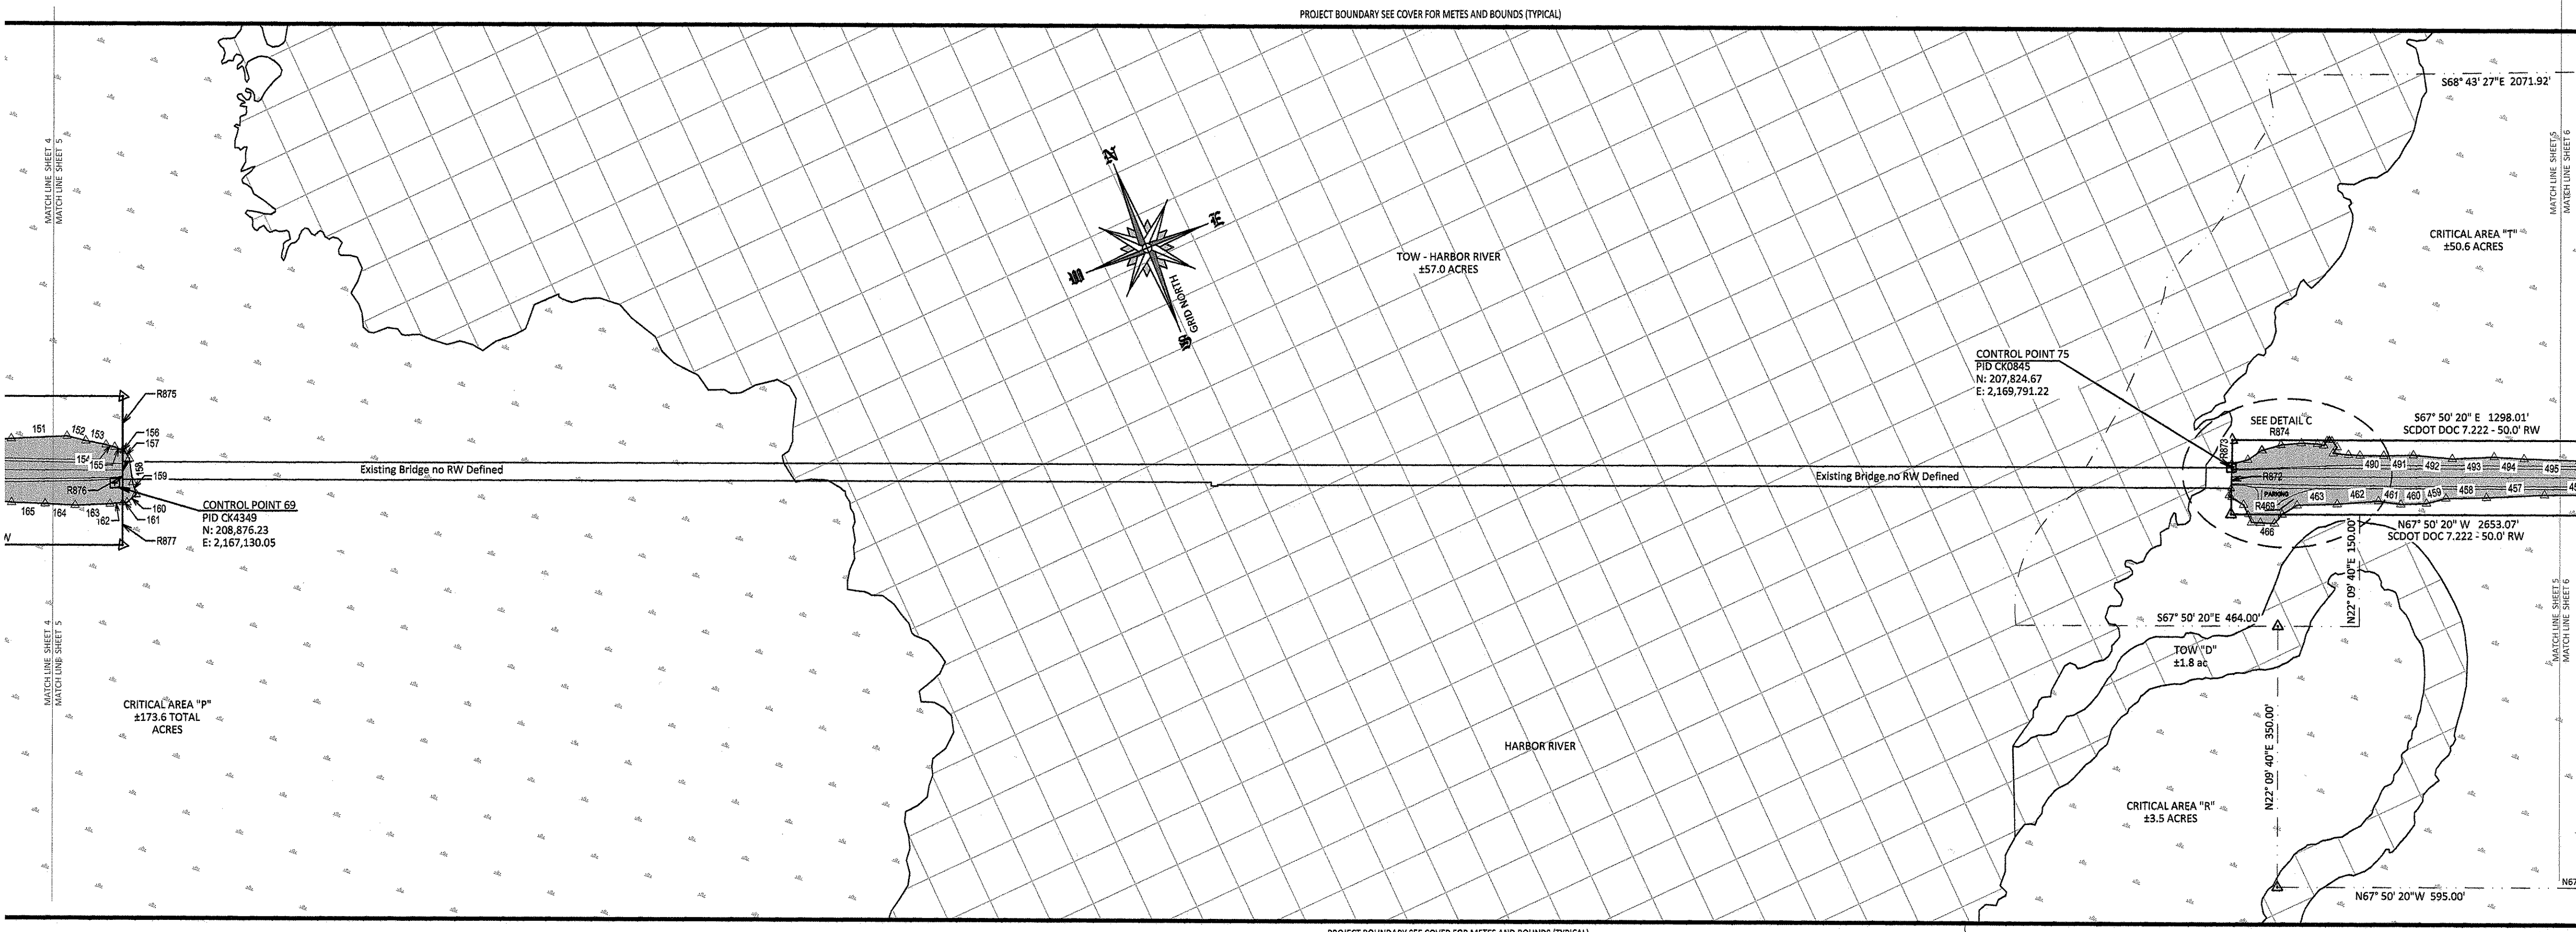 PROJECT BOUNDARY SEE COVER FOR METES AND BOUNDS (TYPICAL)
MATCH LINE SHEET 4
MATCH LINE SHEET 5
S68° 43' 27"E 2071.92'
MATCH LINE SHEET 5
MATCH LINE SHEET 6
N
E
W
S
GRID NORTH
TOW - HARBOR RIVER
±57.0 ACRES
CRITICAL AREA "T"
±50.6 ACRES
CONTROL POINT 75
PID CK0845
N: 207,824.67
E: 2,169,791.22
R875
151
152
153
156
157
154
155
158
159
R876
165
164
163
162
160
161
R877
CONTROL POINT 69
PID CK4349
N: 208,876.23
E: 2,167,130.05
Existing Bridge no RW Defined
Existing Bridge no RW Defined
SEE DETAIL C
R874
R873
R872
PARKING
R469
466
490
491
492
493
494
495
463
462
461
460
459
458
457
S67° 50' 20" E 1298.01'
SCDOT DOC 7.222 - 50.0' RW
N67° 50' 20" W 2653.07'
SCDOT DOC 7.222 - 50.0' RW
N22° 09' 40"E 150.00'
S67° 50' 20"E 464.00'
MATCH LINE SHEET 4
MATCH LINE SHEET 5
MATCH LINE SHEET 5
MATCH LINE SHEET 6
TOW "D"
±1.8 ac
CRITICAL AREA "P"
±173.6 TOTAL
ACRES
HARBOR RIVER
N22° 09' 40"E 350.00'
CRITICAL AREA "R"
±3.5 ACRES
N67° 50' 20"W 595.00'
N67
PROJECT BOUNDARY SEE COVER FOR METES AND BOUNDS (TYPICAL)